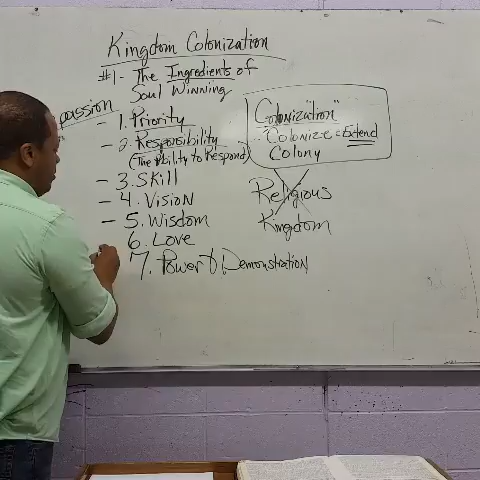 Kingdom Colonization
#1- The Ingredients of
Soul Winning
passion
- 1. Priority
- 2. Responsibility
(The Ability to Respond)
- 3. Skill
- 4. Vision
- 5. Wisdom
6. Love
7. Power & Demonstration
"Colonization"
Colonize = Extend
Colony
Religious
Kingdom